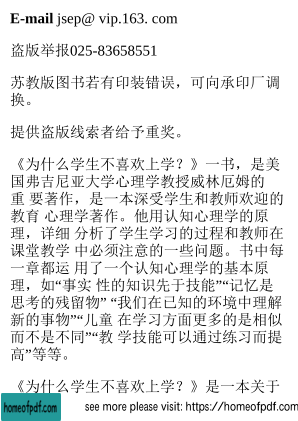 E-mail jsep@ vip.163. com
盗版举报025-83658551
苏教版图书若有印装错误，可向承印厂调
换。
提供盗版线索者给予重奖。
《为什么学生不喜欢上学？》一书，是美
国弗吉尼亚大学心理学教授威林厄姆的
重 要著作，是一本深受学生和教师欢迎的
教育 心理学著作。他用认知心理学的原
理，详细 分析了学生学习的过程和教师在
课堂教学 中必须注意的一些问题。书中每
一章都运 用了一个认知心理学的基本原
理，如“事实 性的知识先于技能”“记忆是
思考的残留物” “我们在已知的环境中理解
新的事物”“儿童 在学习方面更多的是相似
而不是不同”“教 学技能可以通过练习而提
高”等等。
《为什么学生不喜欢上学？》是一本关于
homeofpdf.com see more please visit: https://homeofpdf.com